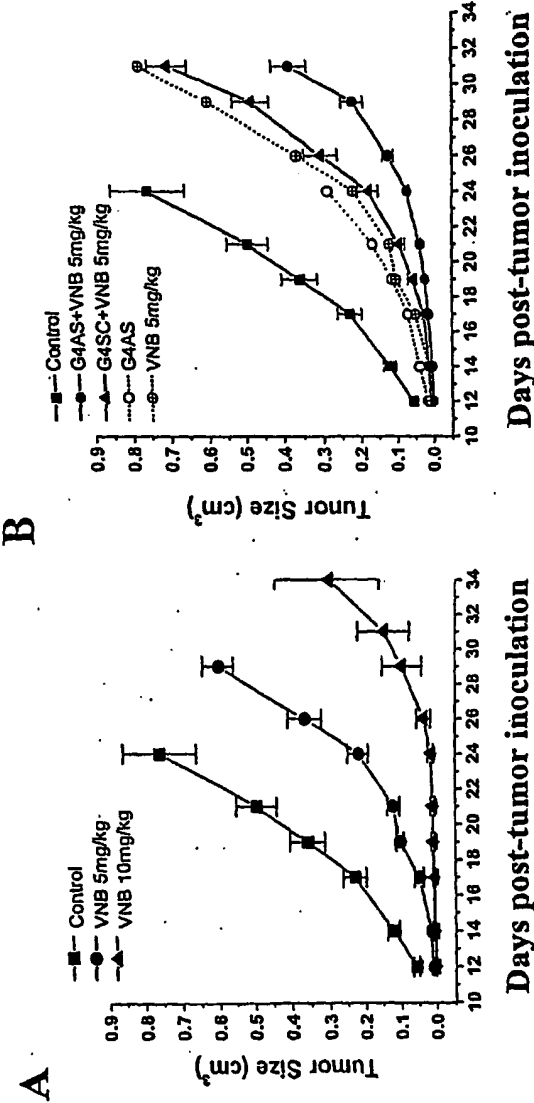 A
Control
VNB 5mg/kg
VNB 10mg/kg
Tumor Size (cm³)
0.9
0.8
0.7
0.6
0.5
0.4
0.3
0.2
0.1
0.0
10 12 14 16 18 20 22 24 26 28 30 32 34
Days post-tumor inoculation
B
Control
G4AS+VNB 5mg/kg
G4SC+VNB 5mg/kg
G4AS
VNB 5mg/kg
Tumor Size (cm³)
0.9
0.8
0.7
0.6
0.5
0.4
0.3
0.2
0.1
0.0
10 12 14 16 18 20 22 24 26 28 30 32 34
Days post-tumor inoculation